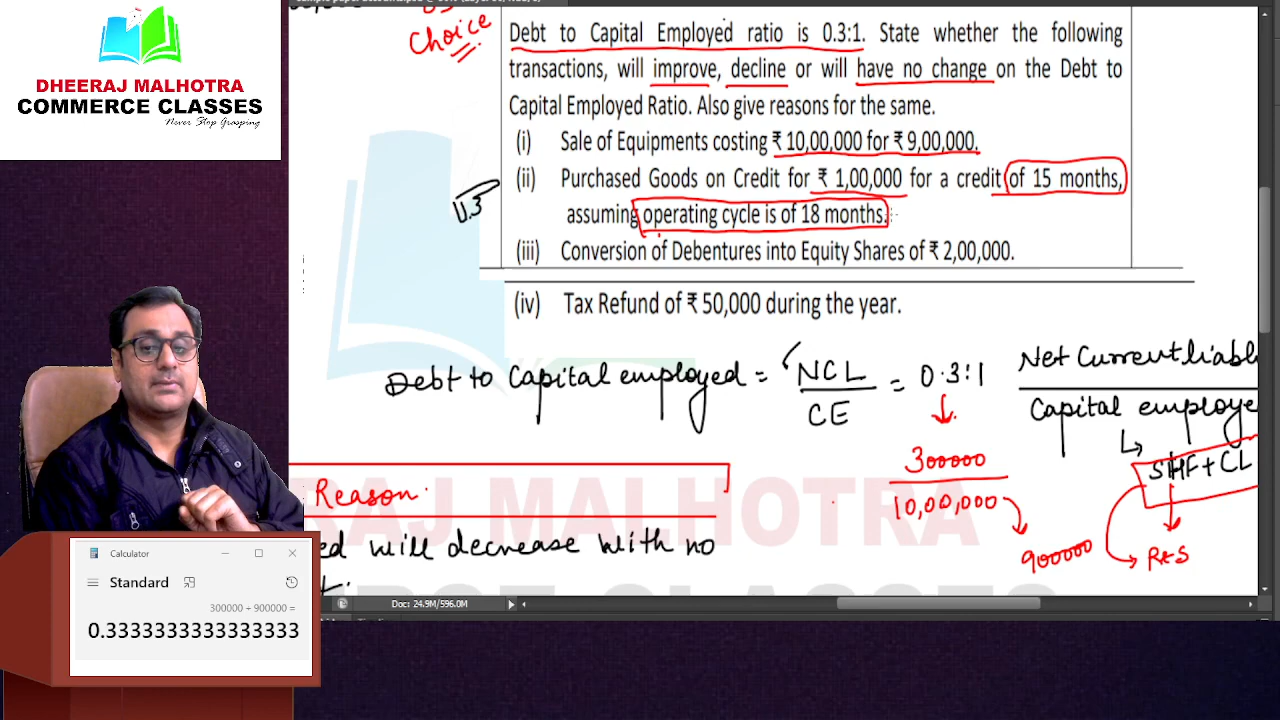 DHEERAJ MALHOTRA
COMMERCE CLASSES
Never Stop Grasping
Choice
Debt to Capital Employed ratio is 0.3:1. State whether the following
transactions, will improve, decline or will have no change on the Debt to
Capital Employed Ratio. Also give reasons for the same.
(i) Sale of Equipments costing ₹ 10,00,000 for ₹ 9,00,000.
(ii) Purchased Goods on Credit for ₹ 1,00,000 for a credit of 15 months,
assuming operating cycle is of 18 months.
(iii) Conversion of Debentures into Equity Shares of ₹ 2,00,000.
(iv) Tax Refund of ₹ 50,000 during the year.
Debt to Capital employed = NCL / CE = 0.3:1
Net Current liabl
Capital employe
SHF + CL
R&S
300000
10,00,000
900000
Reason.
ed will decrease with no
RAJ MALHOTRA
Calculator
Standard
300000 ÷ 900000 =
0.3333333333333333
Doc: 24.9M/596.0M